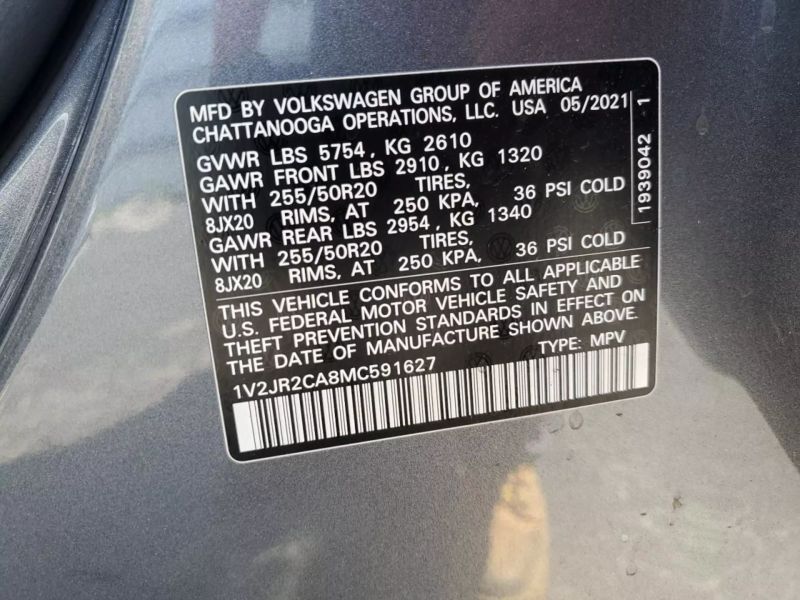 MFD BY VOLKSWAGEN GROUP OF AMERICA
CHATTANOOGA OPERATIONS, LLC. USA 05/2021
GVWR LBS 5754, KG 2610
GAWR FRONT LBS 2910, KG 1320
WITH 255/50R20 TIRES,
8JX20 RIMS, AT 250 KPA, 36 PSI COLD
GAWR REAR LBS 2954, KG 1340
WITH 255/50R20 TIRES,
8JX20 RIMS, AT 250 KPA, 36 PSI COLD
THIS VEHICLE CONFORMS TO ALL APPLICABLE
U.S. FEDERAL MOTOR VEHICLE SAFETY AND
THEFT PREVENTION STANDARDS IN EFFECT ON
THE DATE OF MANUFACTURE SHOWN ABOVE.
1V2JR2CA8MC591627 TYPE: MPV
1939042 1